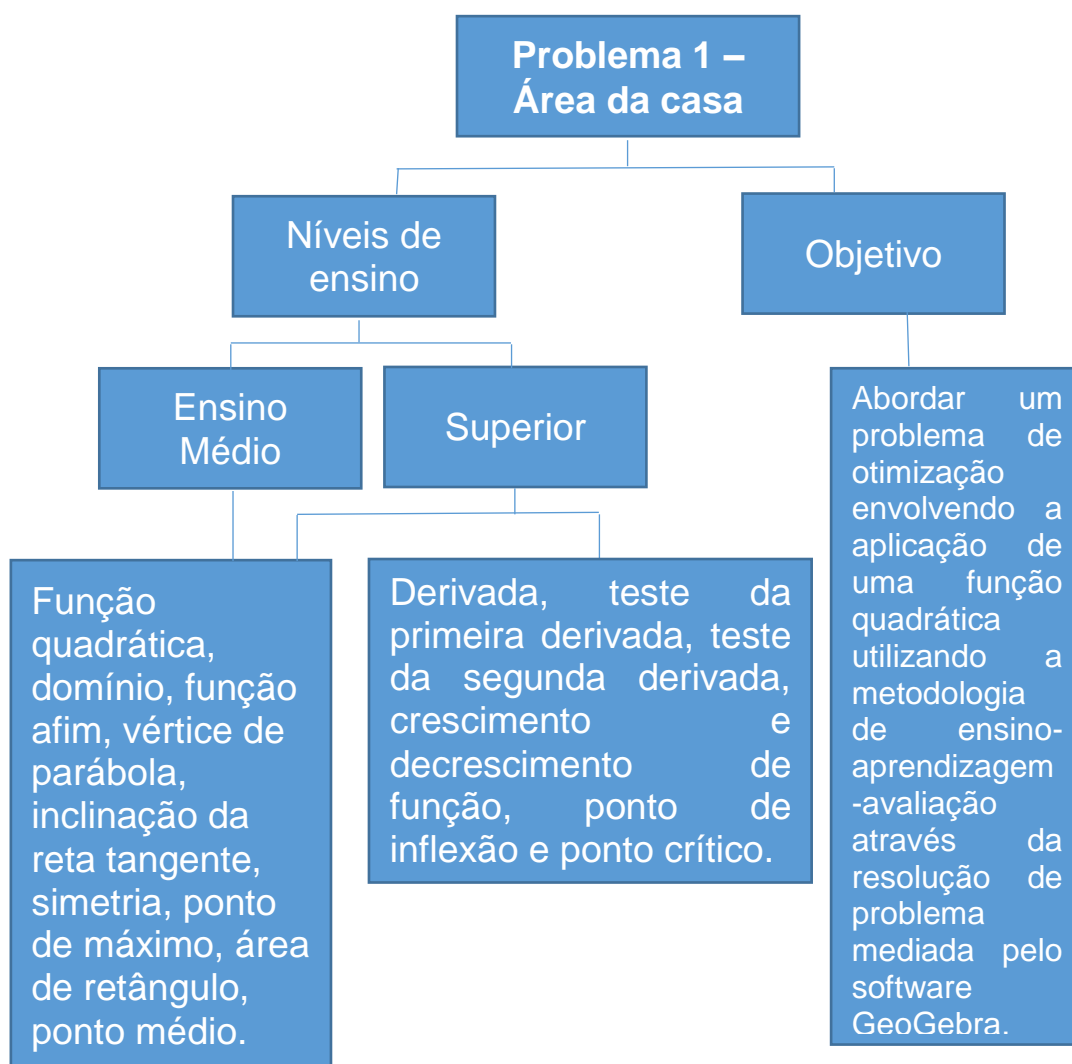 Problema 1 –
Área da casa
Níveis de
ensino
Objetivo
Ensino
Médio
Superior
Função
quadrática,
domínio, função
afim, vértice de
parábola,
inclinação da
reta tangente,
simetria, ponto
de máximo, área
de retângulo,
ponto médio.
Derivada, teste da
primeira derivada, teste
da segunda derivada,
crescimento e
decrescimento de
função, ponto de
inflexão e ponto crítico.
Abordar um
problema de
otimização
envolvendo a
aplicação de
uma função
quadrática
utilizando a
metodologia
de ensino-
aprendizagem
-avaliação
através da
resolução de
problema
mediada pelo
software
GeoGebra.